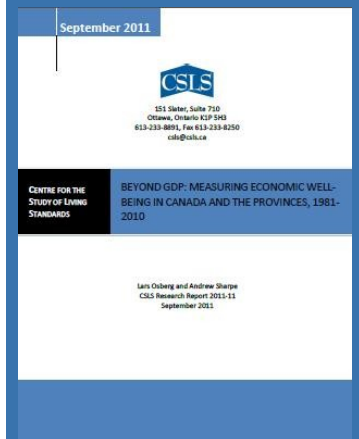 September 2011
CSLS
151 Slater, Suite 710
Ottawa, Ontario K1P 5H3
613-233-8891, Fax 613-233-8250
csls@csls.ca
CENTRE FOR THE
STUDY OF LIVING
STANDARDS
BEYOND GDP: MEASURING ECONOMIC WELL-
BEING IN CANADA AND THE PROVINCES, 1981-
2010
Lars Osberg and Andrew Sharpe
CSLS Research Report 2011-11
September 2011